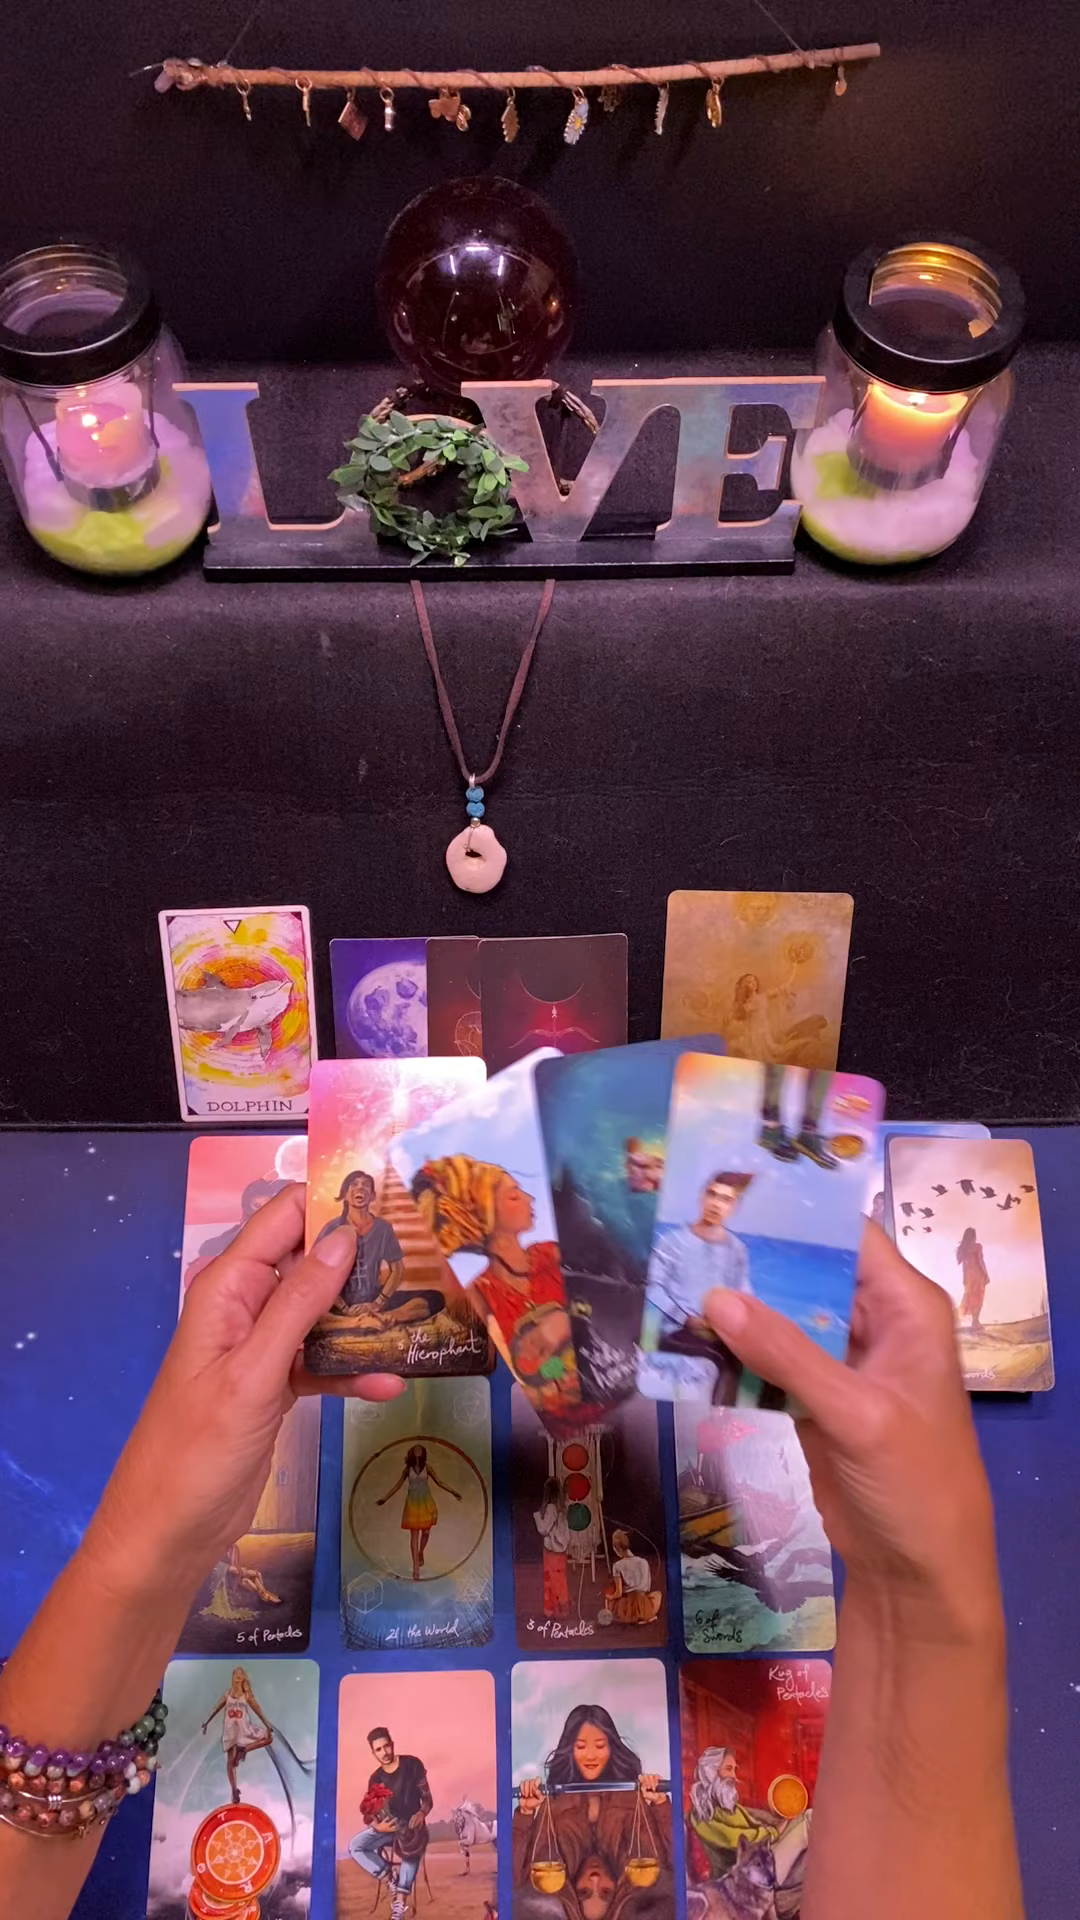 LOVE
DOLPHIN
5 the
Hierophant
5 of Pentacles
21 the World
3 of Pentacles
6 of
Swords
King of
Pentacles